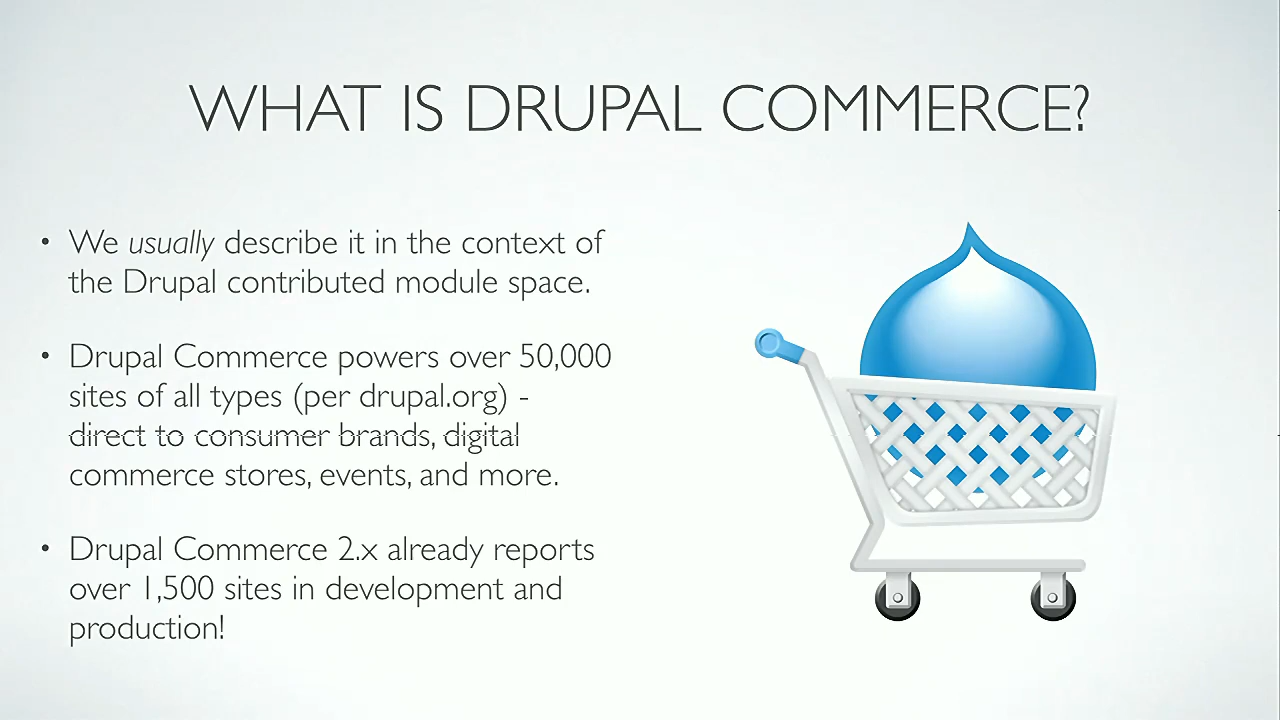 WHAT IS DRUPAL COMMERCE?
• We usually describe it in the context of
the Drupal contributed module space.
• Drupal Commerce powers over 50,000
sites of all types (per drupal.org) -
direct to consumer brands, digital
commerce stores, events, and more.
• Drupal Commerce 2.x already reports
over 1,500 sites in development and
production!